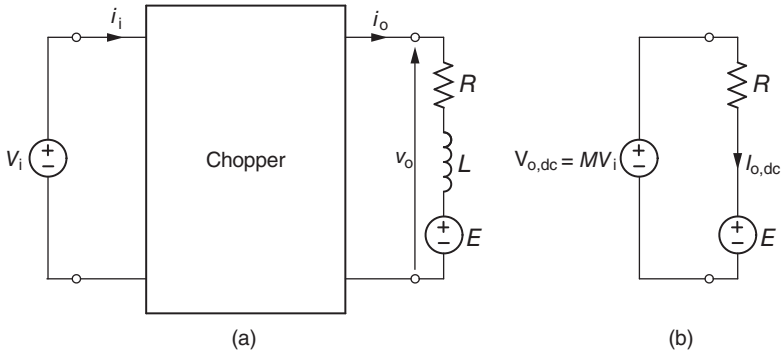 i_i
i_o
V_i
+
−
Chopper
v_o
R
L
+
−
E
(a)
V_o,dc = MV_i
+
−
R
I_o,dc
+
−
E
(b)